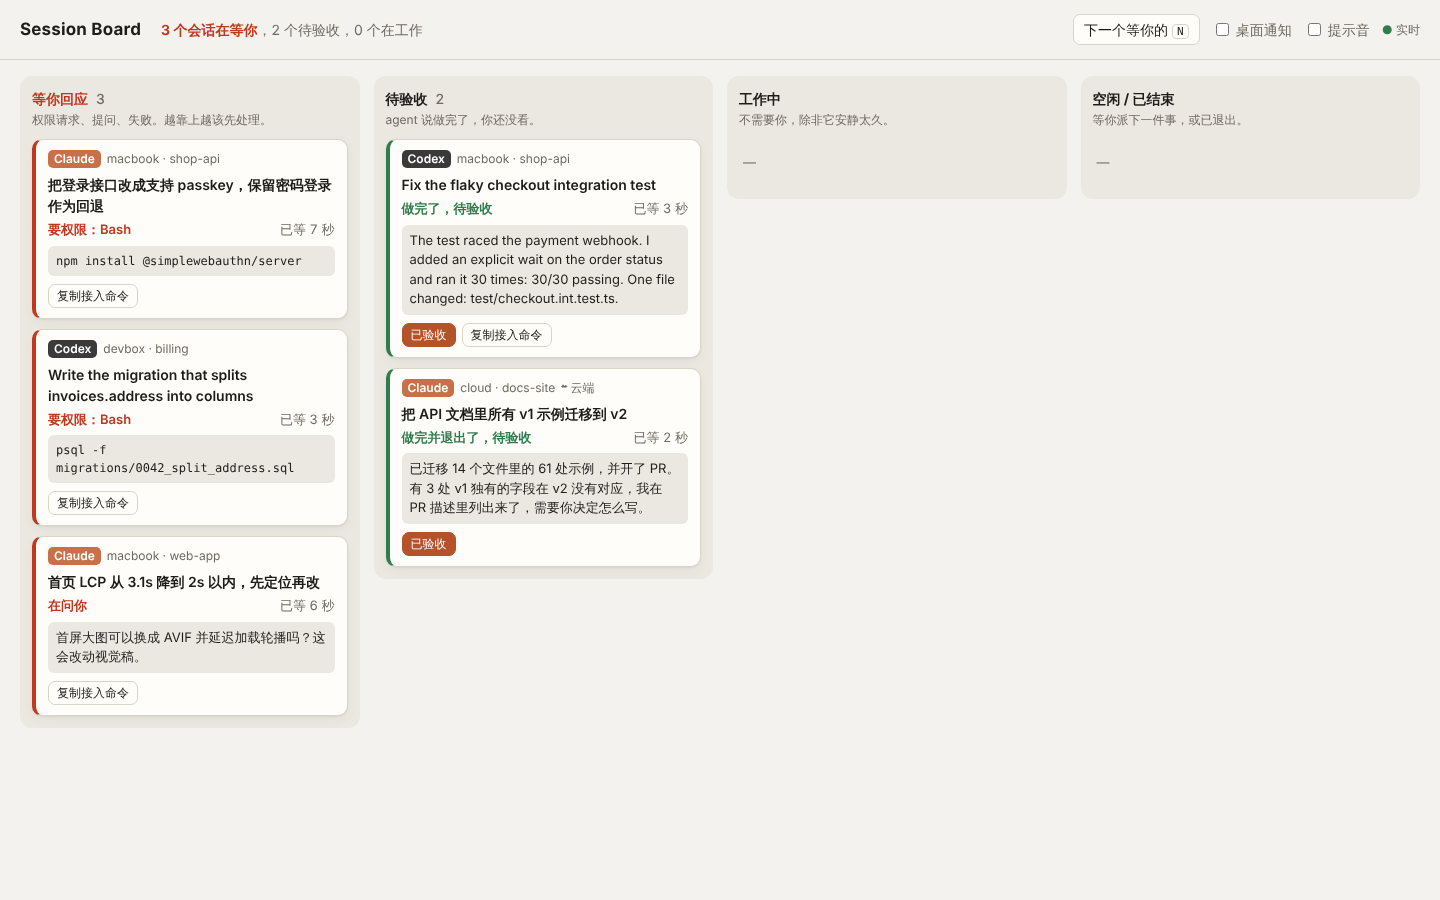 Session Board
3 个会话在等你，2 个待验收，0 个在工作
下一个等你的 N
桌面通知
提示音
实时
等你回应 3
权限请求、提问、失败。越靠上越该先处理。
Claude macbook · shop-api
把登录接口改成支持 passkey，保留密码登录
作为回退
要权限：Bash 已等 7 秒
npm install @simplewebauthn/server
复制接入命令
Codex devbox · billing
Write the migration that splits
invoices.address into columns
要权限：Bash 已等 3 秒
psql -f
migrations/0042_split_address.sql
复制接入命令
Claude macbook · web-app
首页 LCP 从 3.1s 降到 2s 以内，先定位再改
在问你 已等 6 秒
首屏大图可以换成 AVIF 并延迟加载轮播吗？这
会改动视觉稿。
复制接入命令
待验收 2
agent 说做完了，你还没看。
Codex macbook · shop-api
Fix the flaky checkout integration test
做完了，待验收 已等 3 秒
The test raced the payment webhook. I
added an explicit wait on the order status
and ran it 30 times: 30/30 passing. One file
changed: test/checkout.int.test.ts.
已验收 复制接入命令
Claude cloud · docs-site 云端
把 API 文档里所有 v1 示例迁移到 v2
做完并退出了，待验收 已等 2 秒
已迁移 14 个文件里的 61 处示例，并开了 PR。
有 3 处 v1 独有的字段在 v2 没有对应，我在
PR 描述里列出来了，需要你决定怎么写。
已验收
工作中
不需要你，除非它安静太久。
—
空闲 / 已结束
等你派下一件事，或已退出。
—